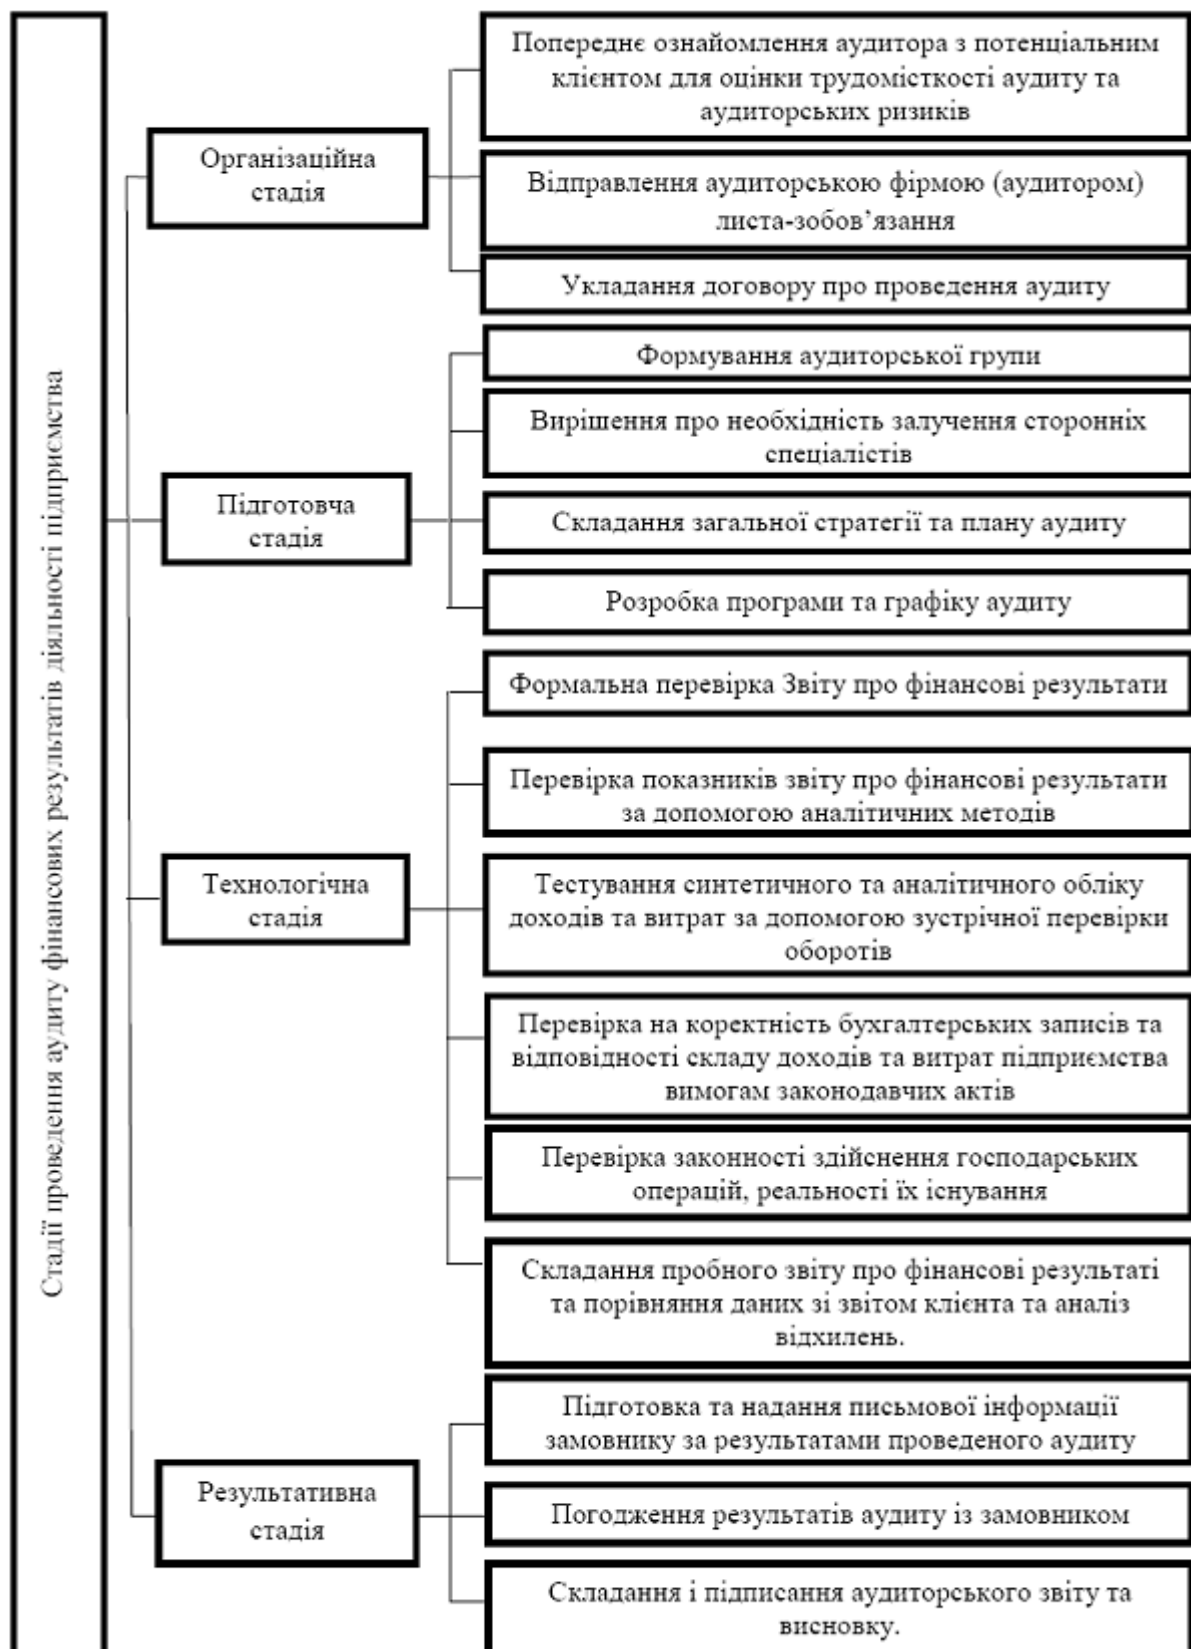 Стадії проведення аудиту фінансових результатів діяльності підприємства
Організаційна
стадія
Попереднє ознайомлення аудитора з потенціальним
клієнтом для оцінки трудомісткості аудиту та
аудиторських ризиків
Відправлення аудиторською фірмою (аудитором)
листа-зобов’язання
Укладання договору про проведення аудиту
Підготовча
стадія
Формування аудиторської групи
Вирішення про необхідність залучення сторонніх
спеціалістів
Складання загальної стратегії та плану аудиту
Розробка програми та графіку аудиту
Технологічна
стадія
Формальна перевірка Звіту про фінансові результати
Перевірка показників звіту про фінансові результати
за допомогою аналітичних методів
Тестування синтетичного та аналітичного обліку
доходів та витрат за допомогою зустрічної перевірки
оборотів
Перевірка на коректність бухгалтерських записів та
відповідності складу доходів та витрат підприємства
вимогам законодавчих актів
Перевірка законності здійснення господарських
операцій, реальності їх існування
Складання пробного звіту про фінансові результаті
та порівняння даних зі звітом клієнта та аналіз
відхилень.
Результативна
стадія
Підготовка та надання письмової інформації
замовнику за результатами проведеного аудиту
Погодження результатів аудиту із замовником
Складання і підписання аудиторського звіту та
висновку.